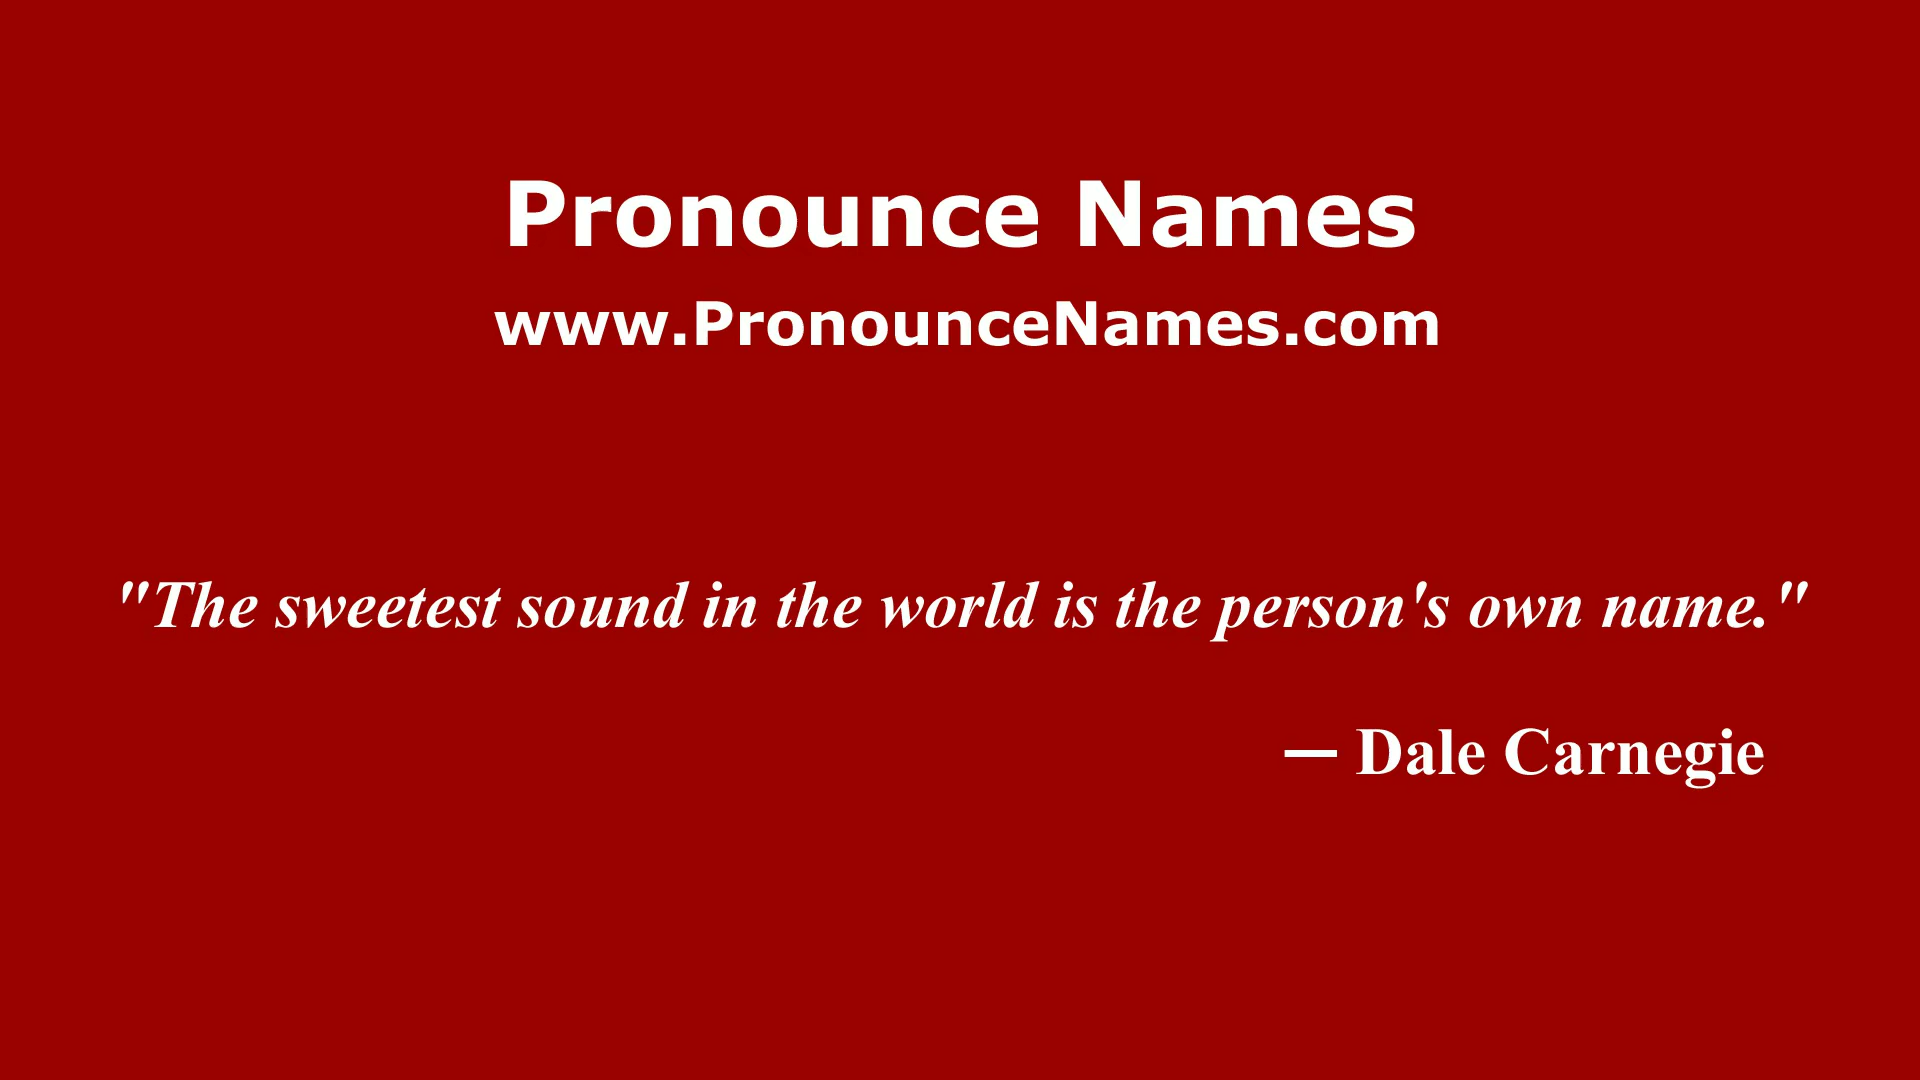 Pronounce Names
www.PronounceNames.com
"The sweetest sound in the world is the person's own name."
— Dale Carnegie